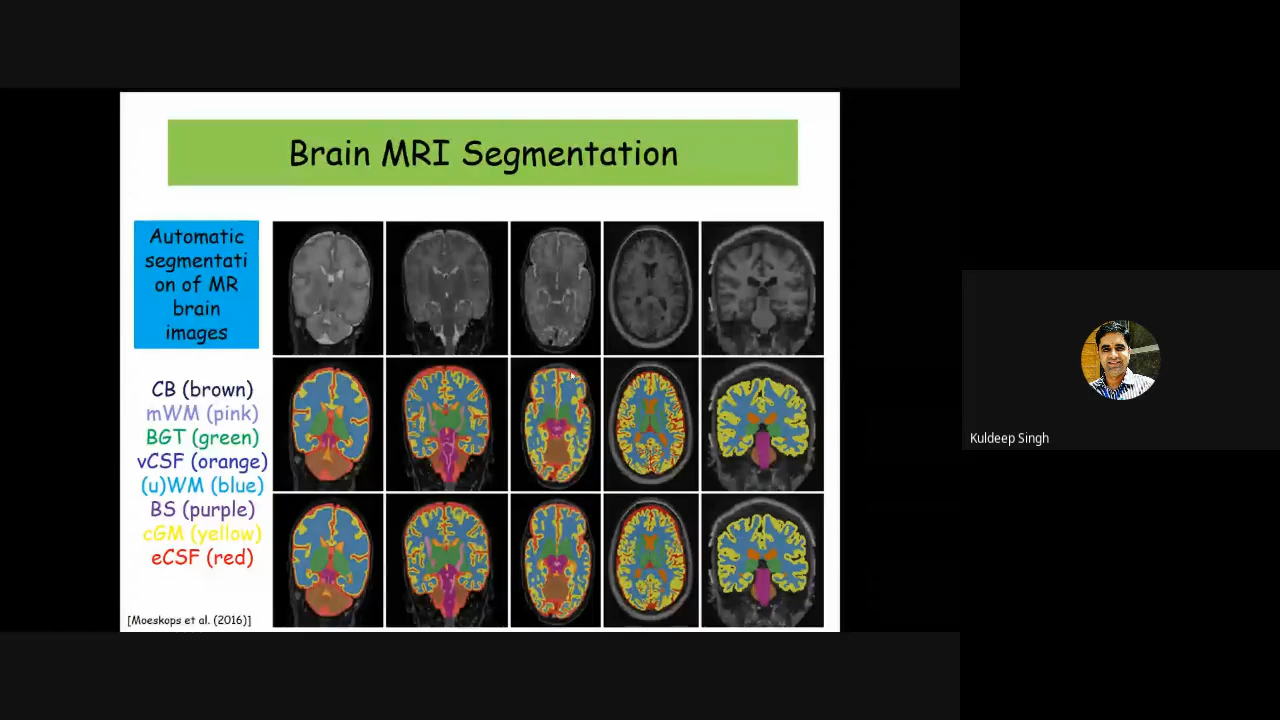 Brain MRI Segmentation
Automatic
segmentati
on of MR
brain
images
CB (brown)
mWM (pink)
BGT (green)
vCSF (orange)
(u)WM (blue)
BS (purple)
cGM (yellow)
eCSF (red)
[Moeskops et al. (2016)]
Kuldeep Singh